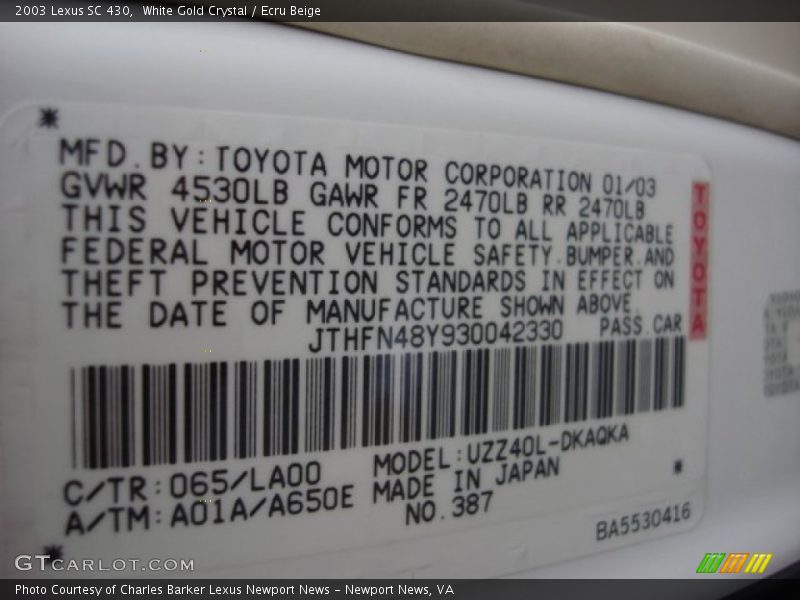 2003 Lexus SC 430, White Gold Crystal / Ecru Beige
MFD.BY:TOYOTA MOTOR CORPORATION 01/03
GVWR 4530LB GAWR FR 2470LB RR 2470LB
THIS VEHICLE CONFORMS TO ALL APPLICABLE
FEDERAL MOTOR VEHICLE SAFETY.BUMPER.AND
THEFT PREVENTION STANDARDS IN EFFECT ON
THE DATE OF MANUFACTURE SHOWN ABOVE.
JTHFN48Y930042330 PASS.CAR
TOYOTA
C/TR:065/LA00 MODEL:UZZ40L-DKAQKA
A/TM:A01A/A650E MADE IN JAPAN
NO.387
BA5530416
GTCARLOT.COM
Photo Courtesy of Charles Barker Lexus Newport News - Newport News, VA